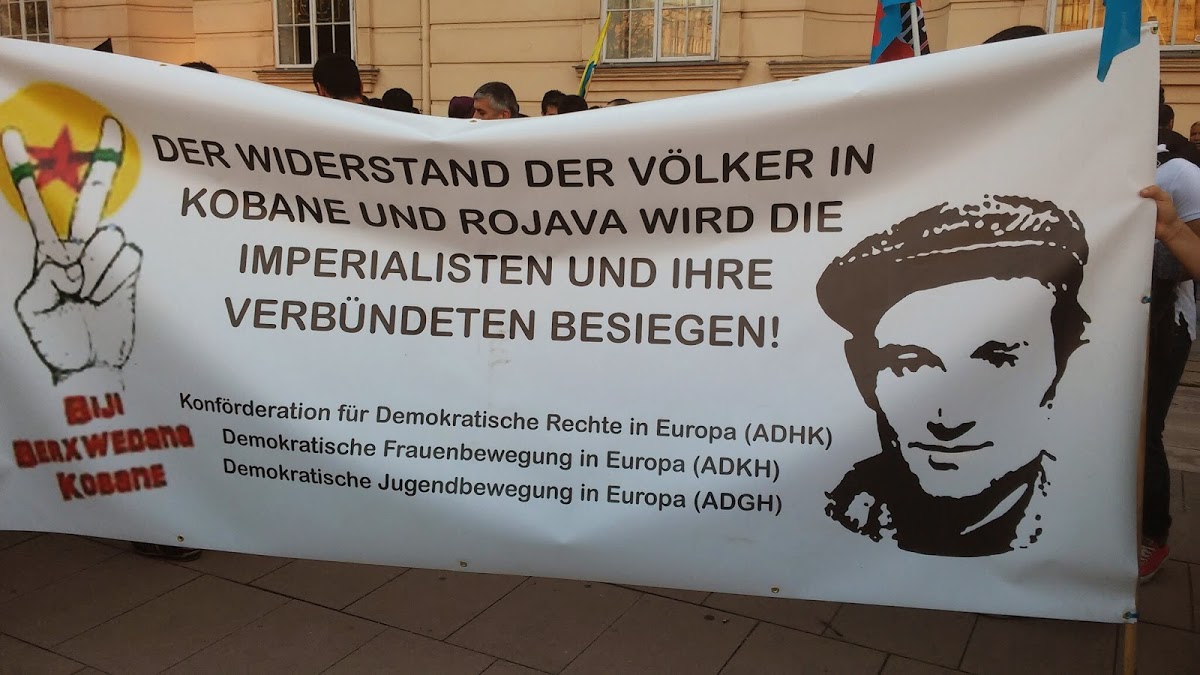 DER WIDERSTAND DER VÖLKER IN
KOBANE UND ROJAVA WIRD DIE
IMPERIALISTEN UND IHRE
VERBÜNDETEN BESIEGEN!
Konförderation für Demokratische Rechte in Europa (ADHK)
Demokratische Frauenbewegung in Europa (ADKH)
Demokratische Jugendbewegung in Europa (ADGH)
BIJI
BERXWEDANA
KOBANE